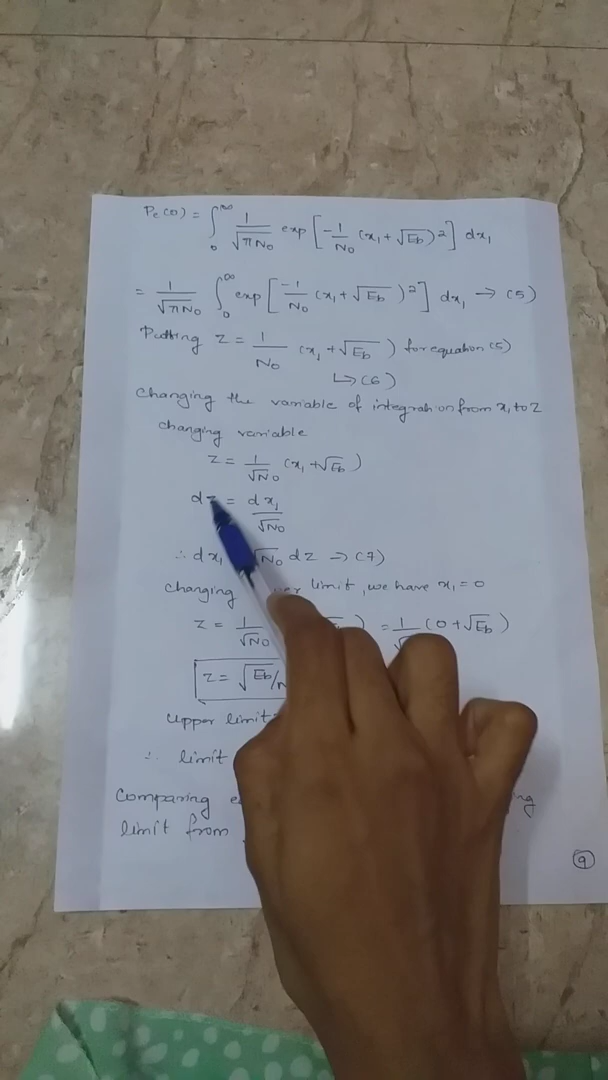 Pe(0) = ∫₀^∞ 1/√πN₀ exp[-1/N₀ (x₁+√Eb)²] dx₁
= 1/√πN₀ ∫₀^∞ exp[-1/N₀ (x₁+√Eb)²] dx₁ → (5)
Putting z = 1/N₀ (x₁+√Eb) for equation (5)
↳ (6)
Changing the variable of integration from x₁ to z
changing variable
z = 1/√N₀ (x₁+√Eb)
dz = dx₁/√N₀
∴ dx₁ √N₀ dz → (7)
Changing limit, we have x₁ = 0
z = 1/√N₀ = 1/√ (0+√Eb)
z = √Eb/
Upper limit
∴ limit
Comparing
limit from
9